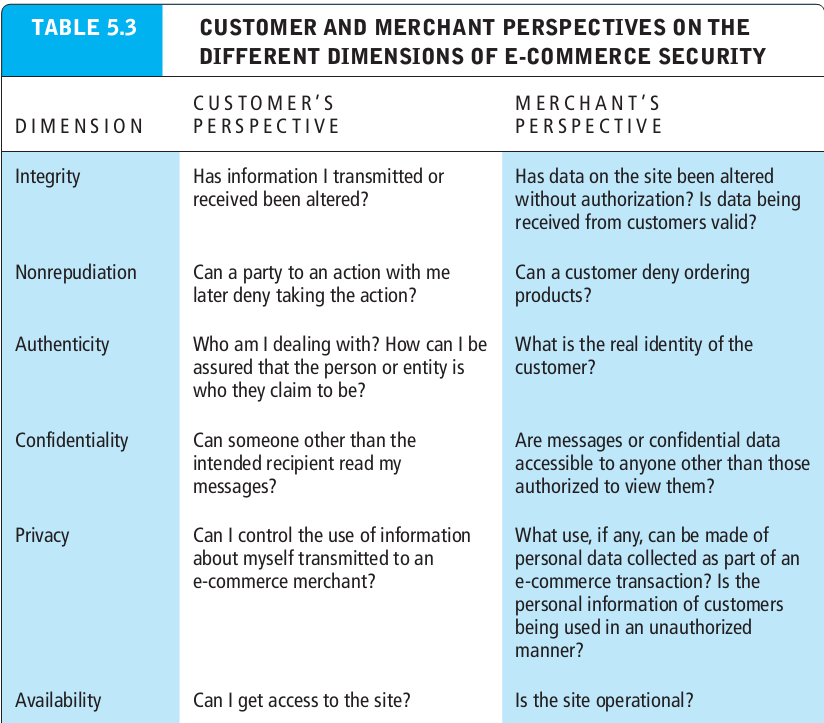 TABLE 5.3
CUSTOMER AND MERCHANT PERSPECTIVES ON THE
DIFFERENT DIMENSIONS OF E-COMMERCE SECURITY
DIMENSION
CUSTOMER'S
PERSPECTIVE
MERCHANT'S
PERSPECTIVE
Integrity
Has information I transmitted or
received been altered?
Has data on the site been altered
without authorization? Is data being
received from customers valid?
Nonrepudiation
Can a party to an action with me
later deny taking the action?
Can a customer deny ordering
products?
Authenticity
Who am I dealing with? How can I be
assured that the person or entity is
who they claim to be?
What is the real identity of the
customer?
Confidentiality
Can someone other than the
intended recipient read my
messages?
Are messages or confidential data
accessible to anyone other than those
authorized to view them?
Privacy
Can I control the use of information
about myself transmitted to an
e-commerce merchant?
What use, if any, can be made of
personal data collected as part of an
e-commerce transaction? Is the
personal information of customers
being used in an unauthorized
manner?
Availability
Can I get access to the site?
Is the site operational?